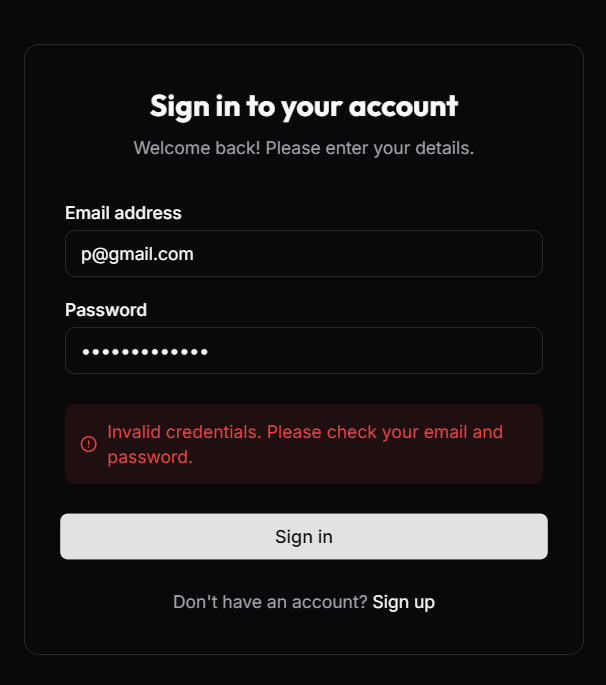 Sign in to your account
Welcome back! Please enter your details.
Email address
p@gmail.com
Password
•••••••••••••
Invalid credentials. Please check your email and
password.
Sign in
Don't have an account? Sign up